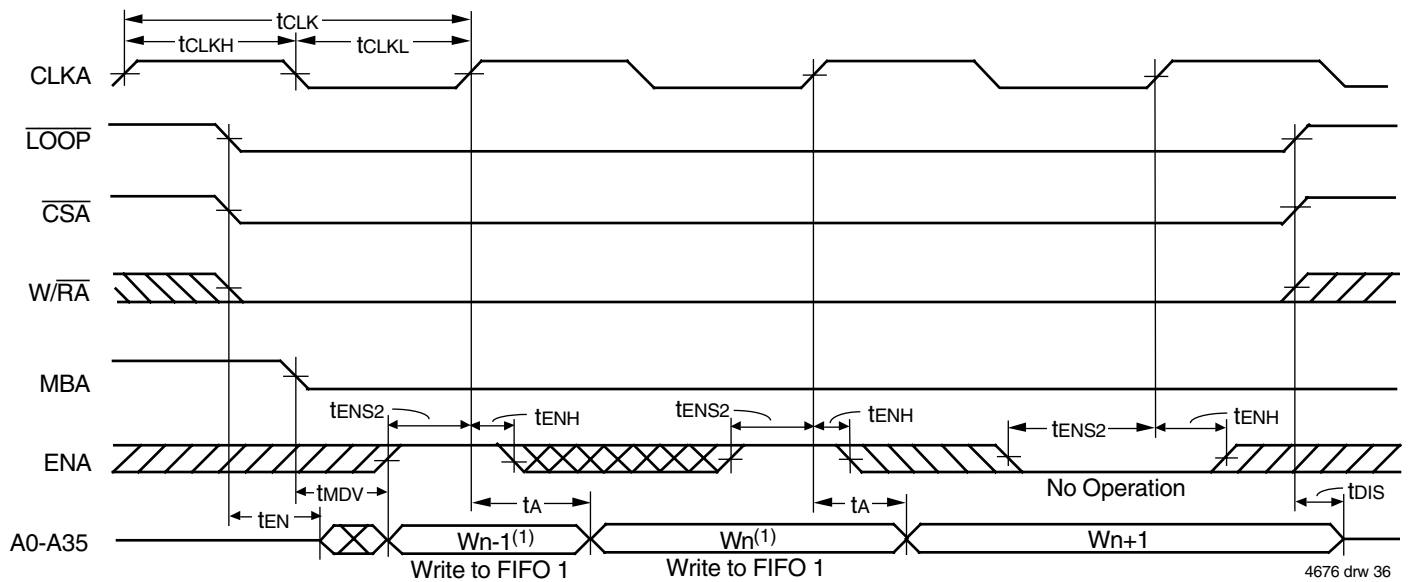 tCLK
tCLKH tCLKL
CLKA
LOOP
CSA
W/RA
MBA
tENS2 tENH tENS2 tENH tENS2 tENH
ENA
No Operation
tMDV tA tA tDIS
tEN
A0-A35 Wn-1(1) Wn(1) Wn+1
Write to FIFO 1 Write to FIFO 1
4676 drw 36